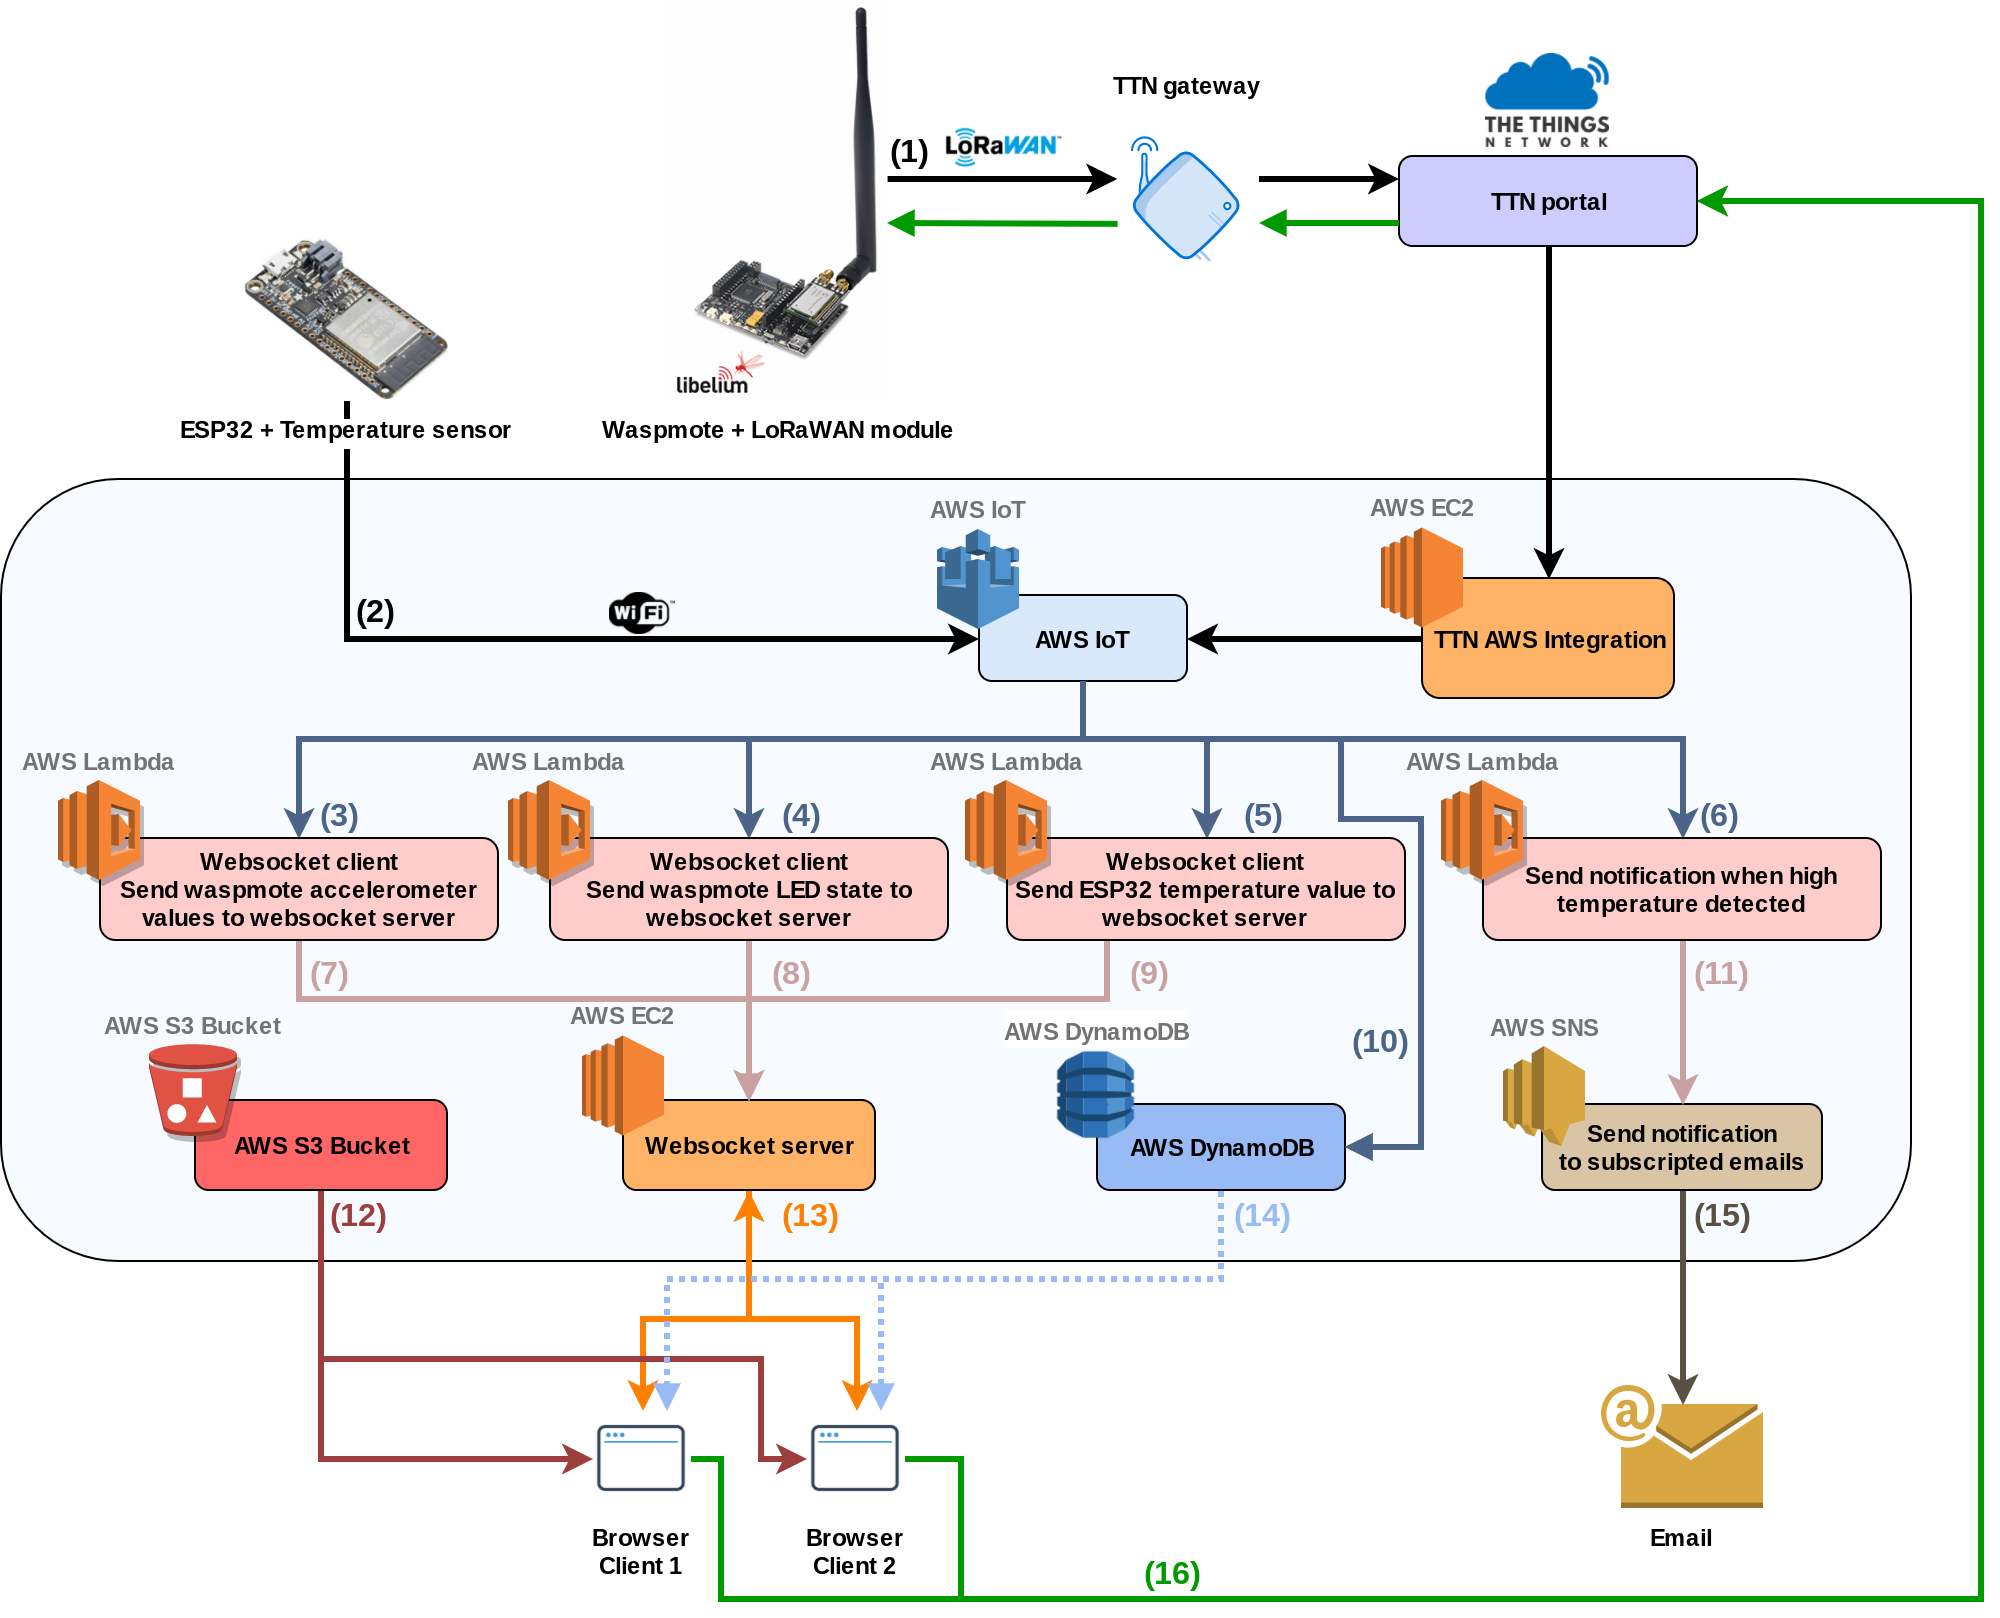 TTN gateway
(1)
LoRaWAN™
THE THINGS
NETWORK
TTN portal
libelium
ESP32 + Temperature sensor
Waspmote + LoRaWAN module
AWS IoT
AWS EC2
(2)
WiFi™
AWS IoT
TTN AWS Integration
AWS Lambda
AWS Lambda
AWS Lambda
AWS Lambda
(3)
(4)
(5)
(6)
Websocket client
Send waspmote accelerometer
values to websocket server
Websocket client
Send waspmote LED state to
websocket server
Websocket client
Send ESP32 temperature value to
websocket server
Send notification when high
temperature detected
(7)
(8)
(9)
(11)
AWS S3 Bucket
AWS EC2
AWS DynamoDB
(10)
AWS SNS
AWS S3 Bucket
Websocket server
AWS DynamoDB
Send notification
to subscripted emails
(12)
(13)
(14)
(15)
@
Browser
Client 1
Browser
Client 2
Email
(16)